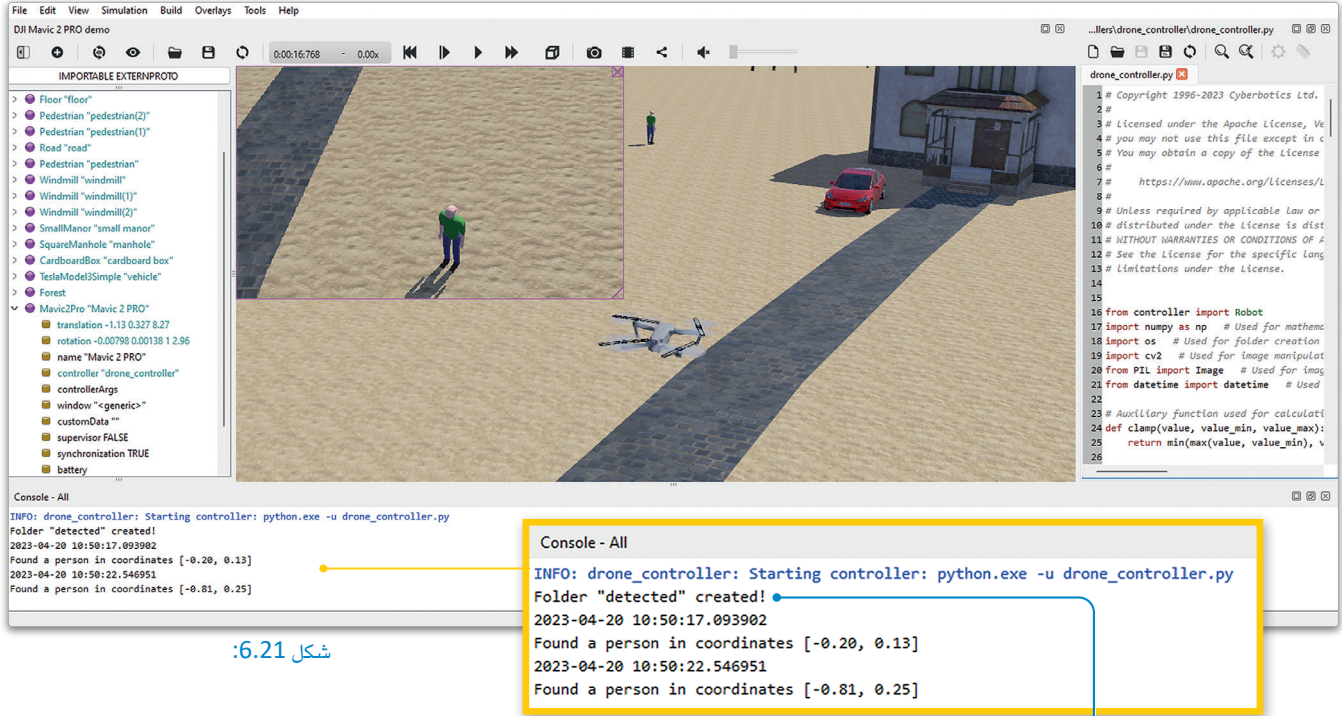 File Edit View Simulation Build Overlays Tools Help
DJI Mavic 2 PRO demo
...llers\drone_controller\drone_controller.py
0:00:16:768 - 0.00x
IMPORTABLE EXTERNPROTO
Floor "floor"
Pedestrian "pedestrian(2)"
Pedestrian "pedestrian(1)"
Road "road"
Pedestrian "pedestrian"
Windmill "windmill"
Windmill "windmill(1)"
Windmill "windmill(2)"
SmallManor "small manor"
SquareManhole "manhole"
CardboardBox "cardboard box"
TeslaModel3Simple "vehicle"
Forest
Mavic2Pro "Mavic 2 PRO"
translation -1.13 0.327 8.27
rotation -0.00798 0.00138 1 2.96
name "Mavic 2 PRO"
controller "drone_controller"
controllerArgs
window "<generic>"
customData ""
supervisor FALSE
synchronization TRUE
battery
drone_controller.py
1 # Copyright 1996-2023 Cyberbotics Ltd.
2 #
3 # Licensed under the Apache License, Ve
4 # you may not use this file except in c
5 # You may obtain a copy of the License
6 #
7 # https://www.apache.org/licenses/L
8 #
9 # Unless required by applicable law or
10 # distributed under the License is dist
11 # WITHOUT WARRANTIES OR CONDITIONS OF A
12 # See the License for the specific lang
13 # limitations under the License.
14
15
16 from controller import Robot
17 import numpy as np # Used for mathema
18 import os # Used for folder creation
19 import cv2 # Used for image manipulat
20 from PIL import Image # Used for imag
21 from datetime import datetime # Used
22
23 # Auxiliary function used for calculati
24 def clamp(value, value_min, value_max):
25 return min(max(value, value_min), v
26
Console - All
INFO: drone_controller: Starting controller: python.exe -u drone_controller.py
Folder "detected" created!
2023-04-20 10:50:17.093902
Found a person in coordinates [-0.20, 0.13]
2023-04-20 10:50:22.546951
Found a person in coordinates [-0.81, 0.25]
Console - All
INFO: drone_controller: Starting controller: python.exe -u drone_controller.py
Folder "detected" created!
2023-04-20 10:50:17.093902
Found a person in coordinates [-0.20, 0.13]
2023-04-20 10:50:22.546951
Found a person in coordinates [-0.81, 0.25]
شكل 6.21: